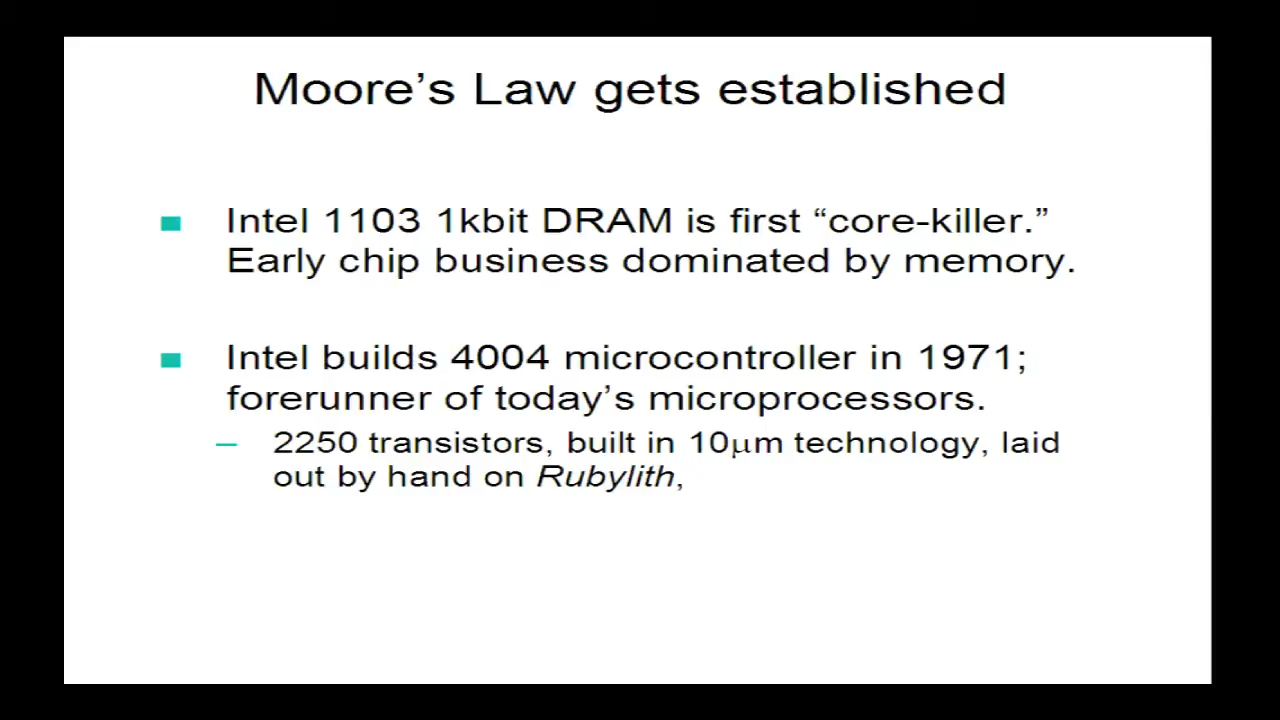 Moore’s Law gets established
Intel 1103 1kbit DRAM is first “core-killer.”
Early chip business dominated by memory.
Intel builds 4004 microcontroller in 1971;
forerunner of today’s microprocessors.
– 2250 transistors, built in 10μm technology, laid
out by hand on Rubylith,